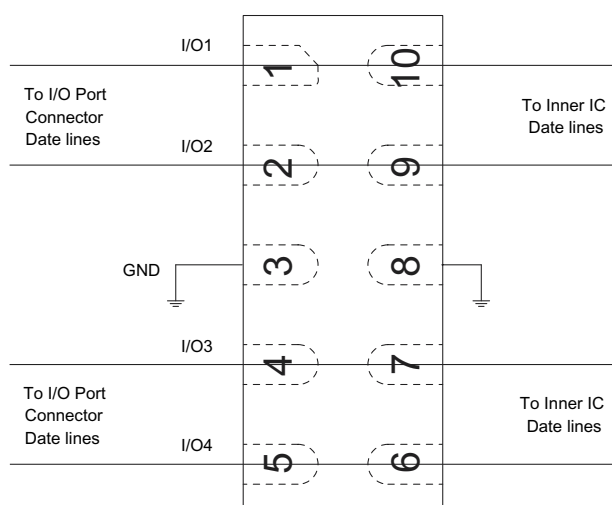 I/O1
1
10
To I/O Port
Connector
Date lines
To Inner IC
Date lines
I/O2
2
9
GND
3
8
I/O3
4
7
To I/O Port
Connector
Date lines
To Inner IC
Date lines
I/O4
5
6